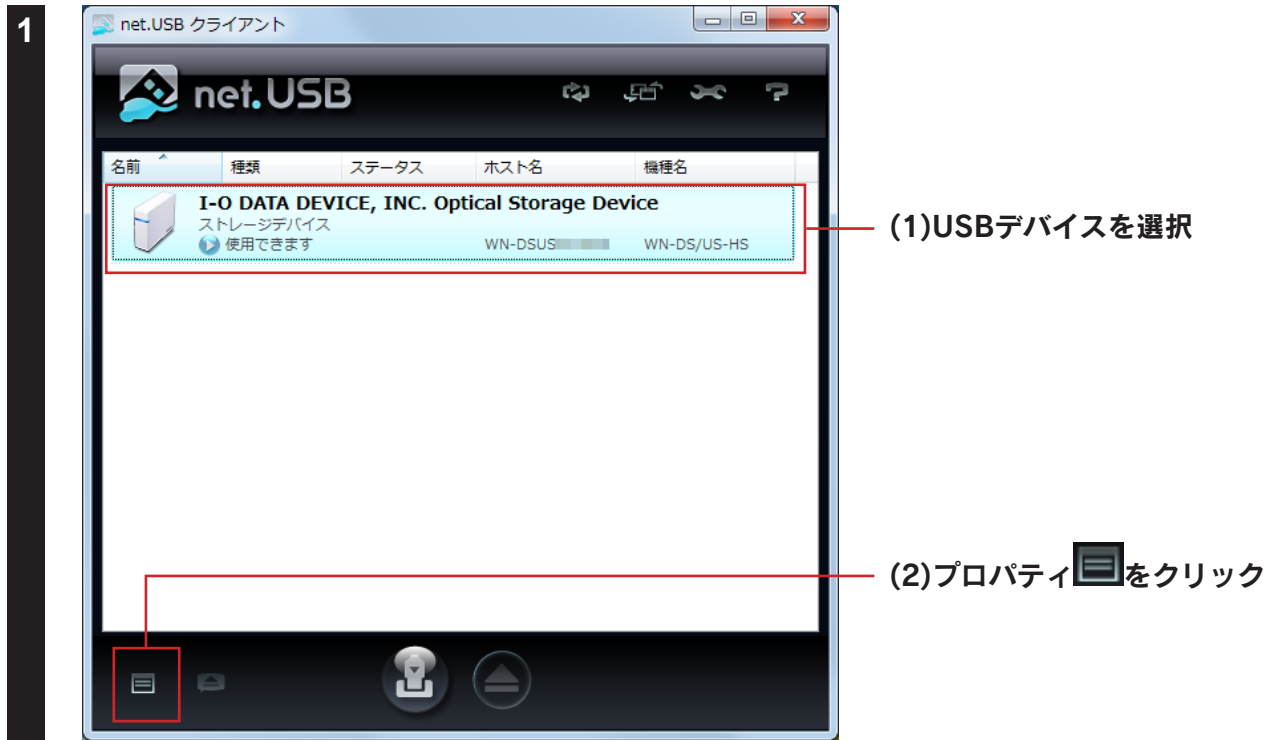 1
net.USB クライアント
net.USB
名前 種類 ステータス ホスト名 機種名
I-O DATA DEVICE, INC. Optical Storage Device
ストレージデバイス
使用できます WN-DSUS WN-DS/US-HS
(1)USBデバイスを選択
(2)プロパティをクリック